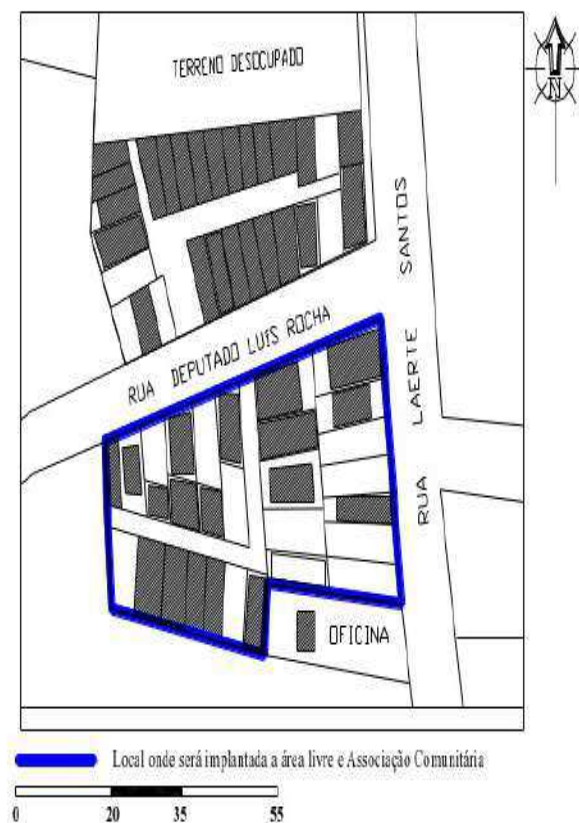 TERRENO DESOCUPADO
N
RUA LAERTE SANTOS
RUA DEPUTADO LUIS ROCHA
OFICINA
Local onde será implantada a área livre e Associação Comunitária
0 20 35 55